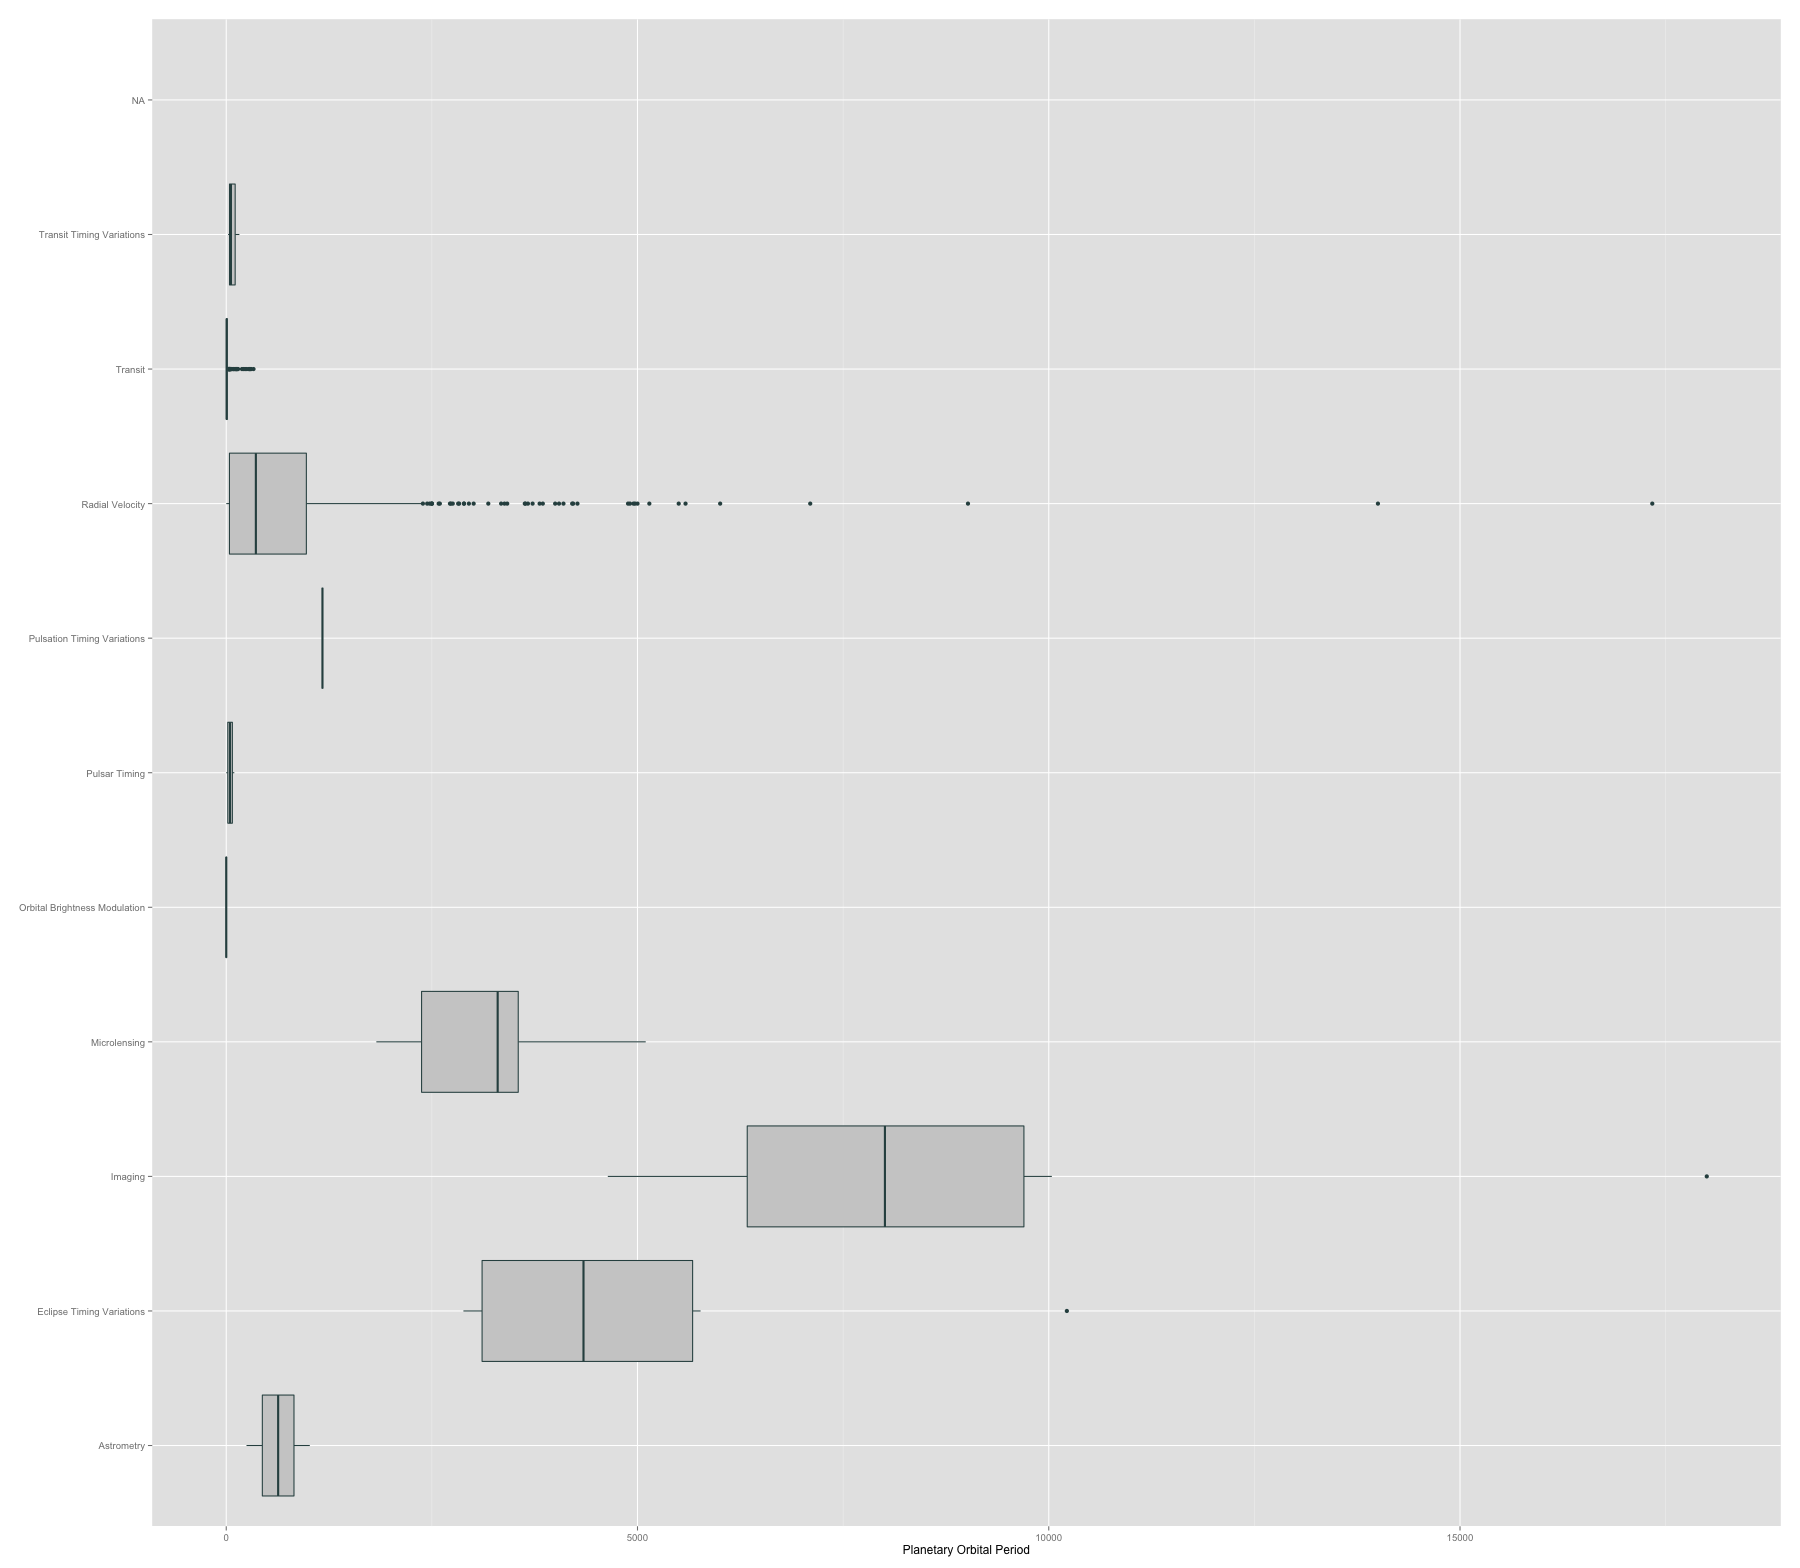 NA
Transit Timing Variations
Transit
Radial Velocity
Pulsation Timing Variations
Pulsar Timing
Orbital Brightness Modulation
Microlensing
Imaging
Eclipse Timing Variations
Astrometry
0 5000 10000 15000
Planetary Orbital Period